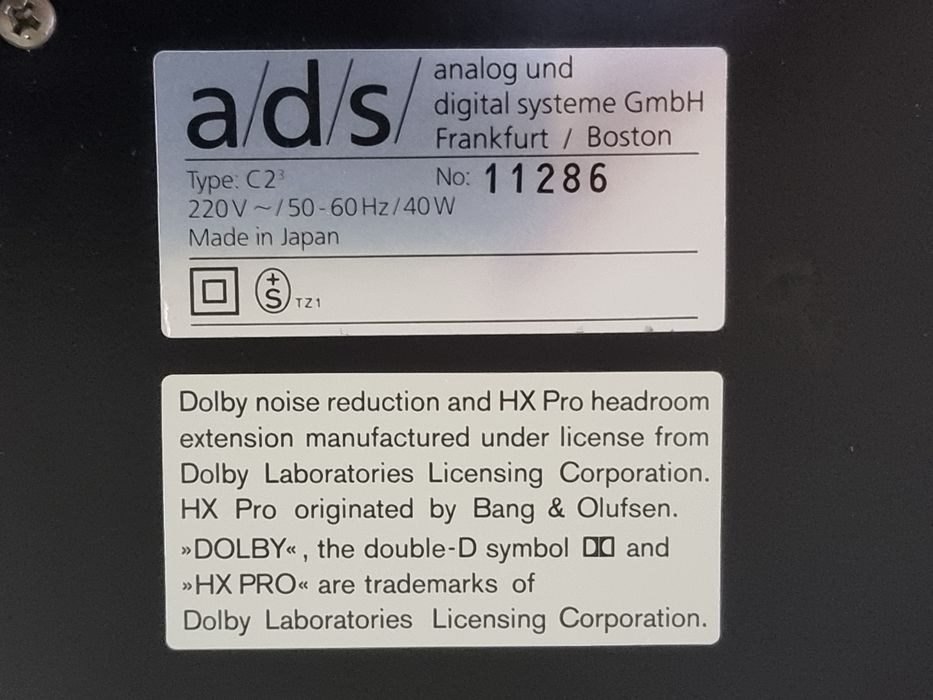 a/d/s/
analog und
digital systeme GmbH
Frankfurt / Boston
Type: C2³ No: 11286
220V ~ / 50-60Hz / 40W
Made in Japan
+
S TZ1
Dolby noise reduction and HX Pro headroom
extension manufactured under license from
Dolby Laboratories Licensing Corporation.
HX Pro originated by Bang & Olufsen.
»DOLBY« , the double-D symbol and
»HX PRO« are trademarks of
Dolby Laboratories Licensing Corporation.